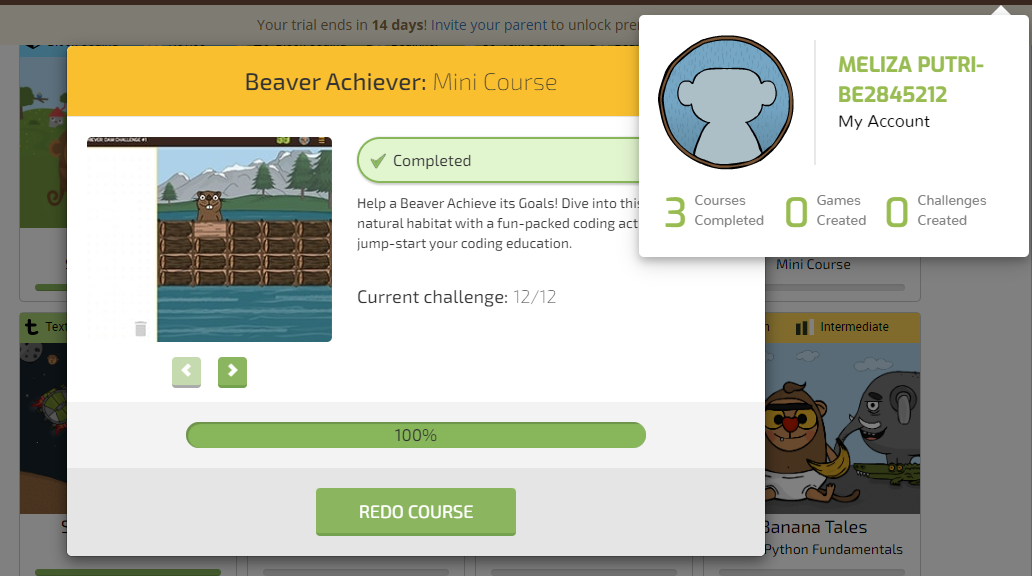 Your trial ends in 14 days! Invite your parent to unlock pre
Beaver Achiever: Mini Course
MELIZA PUTRI-
BE2845212
My Account
3 Courses Completed
0 Games Created
0 Challenges Created
Completed
Help a Beaver Achieve its Goals! Dive into this
natural habitat with a fun-packed coding act
jump-start your coding education.
Current challenge: 12/12
100%
REDO COURSE
Mini Course
Text
Intermediate
Banana Tales
Python Fundamentals